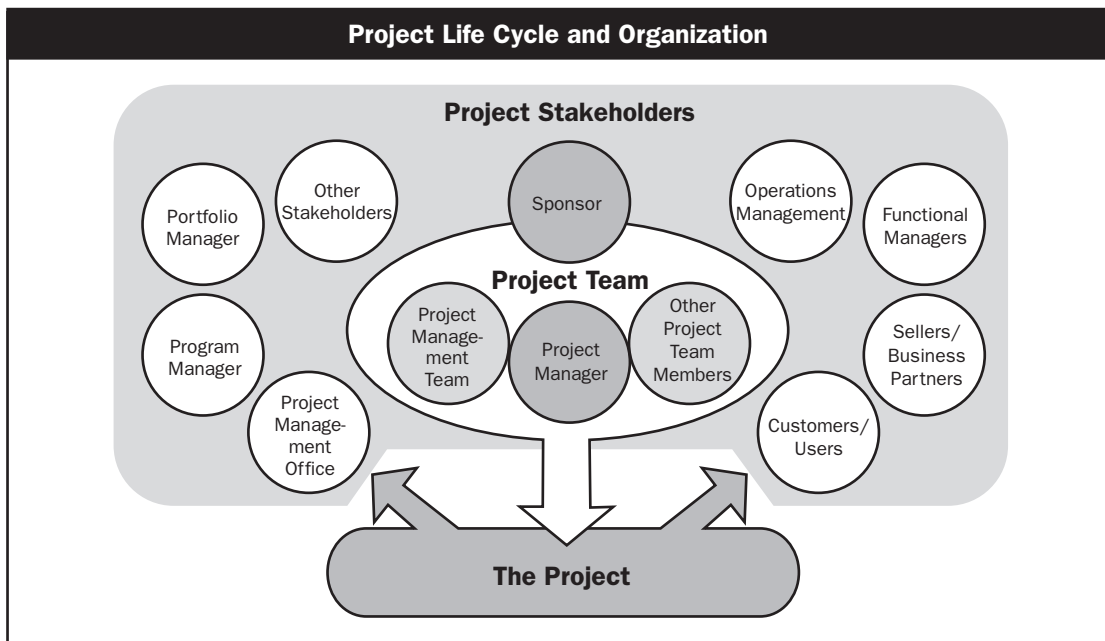 Project Life Cycle and Organization
Project Stakeholders
Portfolio
Manager
Other
Stakeholders
Sponsor
Operations
Management
Functional
Managers
Project Team
Program
Manager
Project
Manage-
ment
Team
Project
Manager
Other
Project
Team
Members
Sellers/
Business
Partners
Project
Manage-
ment
Office
Customers/
Users
The Project